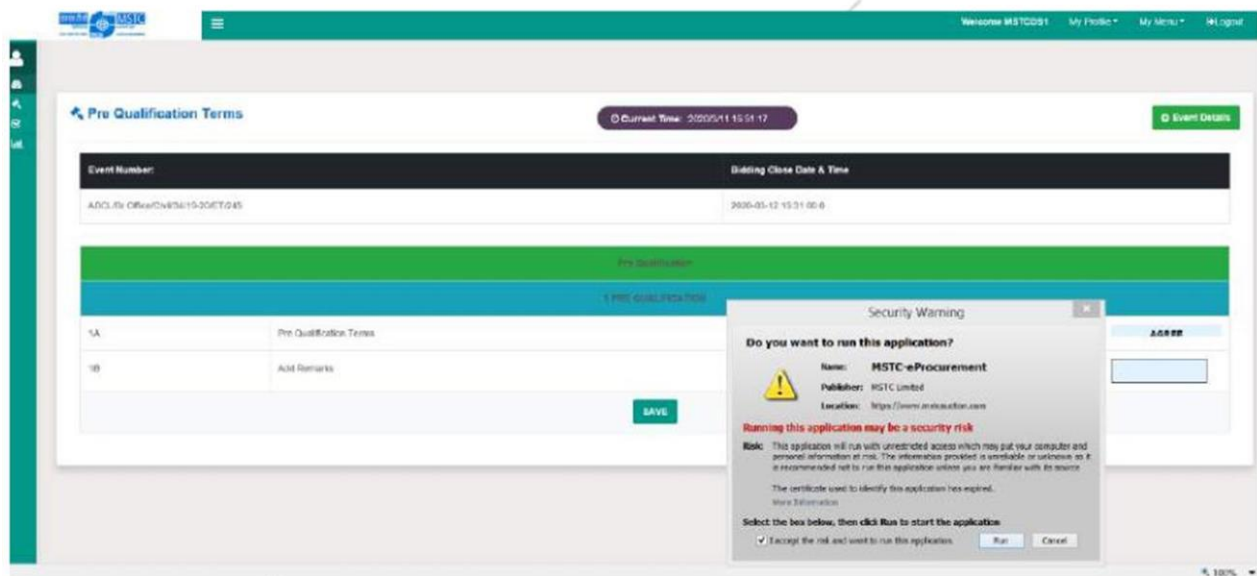 MSTC
Welcome MSTCDS1 My Profile My Menu Logout
Pre Qualification Terms
Current Time: 2020/5/11 15:51:17
Event Details
Event Number:
Bidding Close Date & Time
2020-05-12 15:31:00.0
Pre Qualification
1 PRE QUALIFICATION
1A Pre Qualification Terms AGREE
1B Add Remarks
SAVE
Security Warning
Do you want to run this application?
Name: MSTC-eProcurement
Publisher: MSTC Limited
Location: https://www.mstcauction.com
Running this application may be a security risk
Risk: This application will run with unrestricted access which may put your computer and
personal information at risk. The information provided is unreliable or unknown so it
is recommended not to run this application unless you are familiar with its source
The certificate used to identify this application has expired.
More Information
Select the box below, then click Run to start the application
I accept the risk and want to run this application. Run Cancel
100%